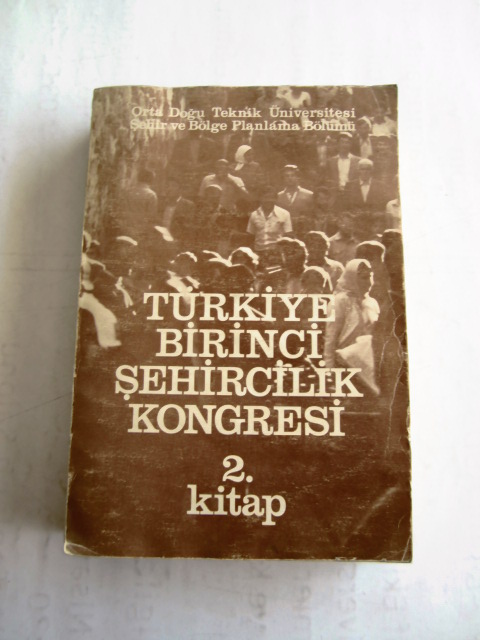 Orta Doğu Teknik Üniversitesi
Şehir ve Bölge Planlama Bölümü
TÜRKİYE
BİRİNCİ
ŞEHİRCİLİK
KONGRESİ
2.
kitap